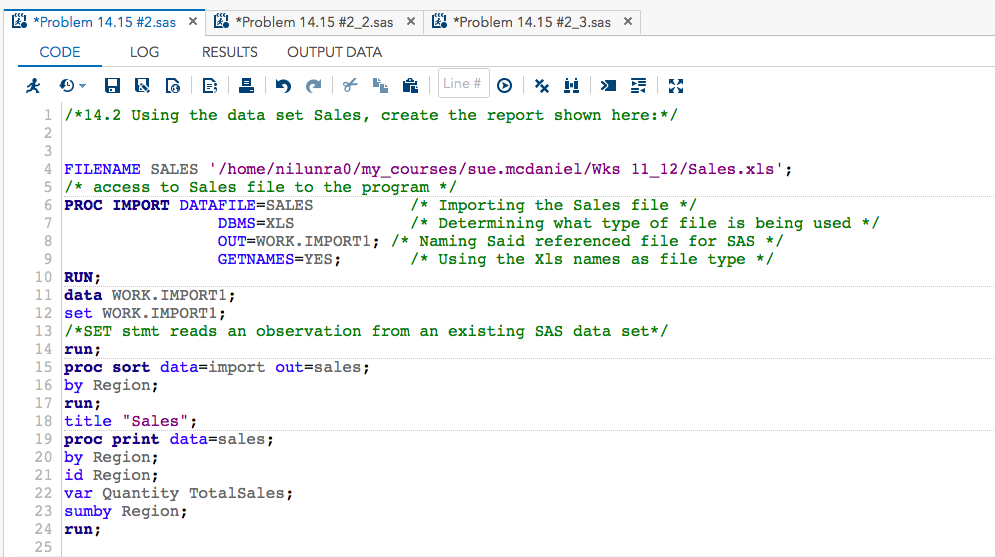 *Problem 14.15 #2.sas × *Problem 14.15 #2_2.sas × *Problem 14.15 #2_3.sas ×
CODE LOG RESULTS OUTPUT DATA
Line #
1 /*14.2 Using the data set Sales, create the report shown here:*/
2
3
4 FILENAME SALES '/home/nilunra0/my_courses/sue.mcdaniel/Wks 11_12/Sales.xls';
5 /* access to Sales file to the program */
6 PROC IMPORT DATAFILE=SALES /* Importing the Sales file */
7 DBMS=XLS /* Determining what type of file is being used */
8 OUT=WORK.IMPORT1; /* Naming Said referenced file for SAS */
9 GETNAMES=YES; /* Using the Xls names as file type */
10 RUN;
11 data WORK.IMPORT1;
12 set WORK.IMPORT1;
13 /*SET stmt reads an observation from an existing SAS data set*/
14 run;
15 proc sort data=import out=sales;
16 by Region;
17 run;
18 title "Sales";
19 proc print data=sales;
20 by Region;
21 id Region;
22 var Quantity TotalSales;
23 sumby Region;
24 run;
25